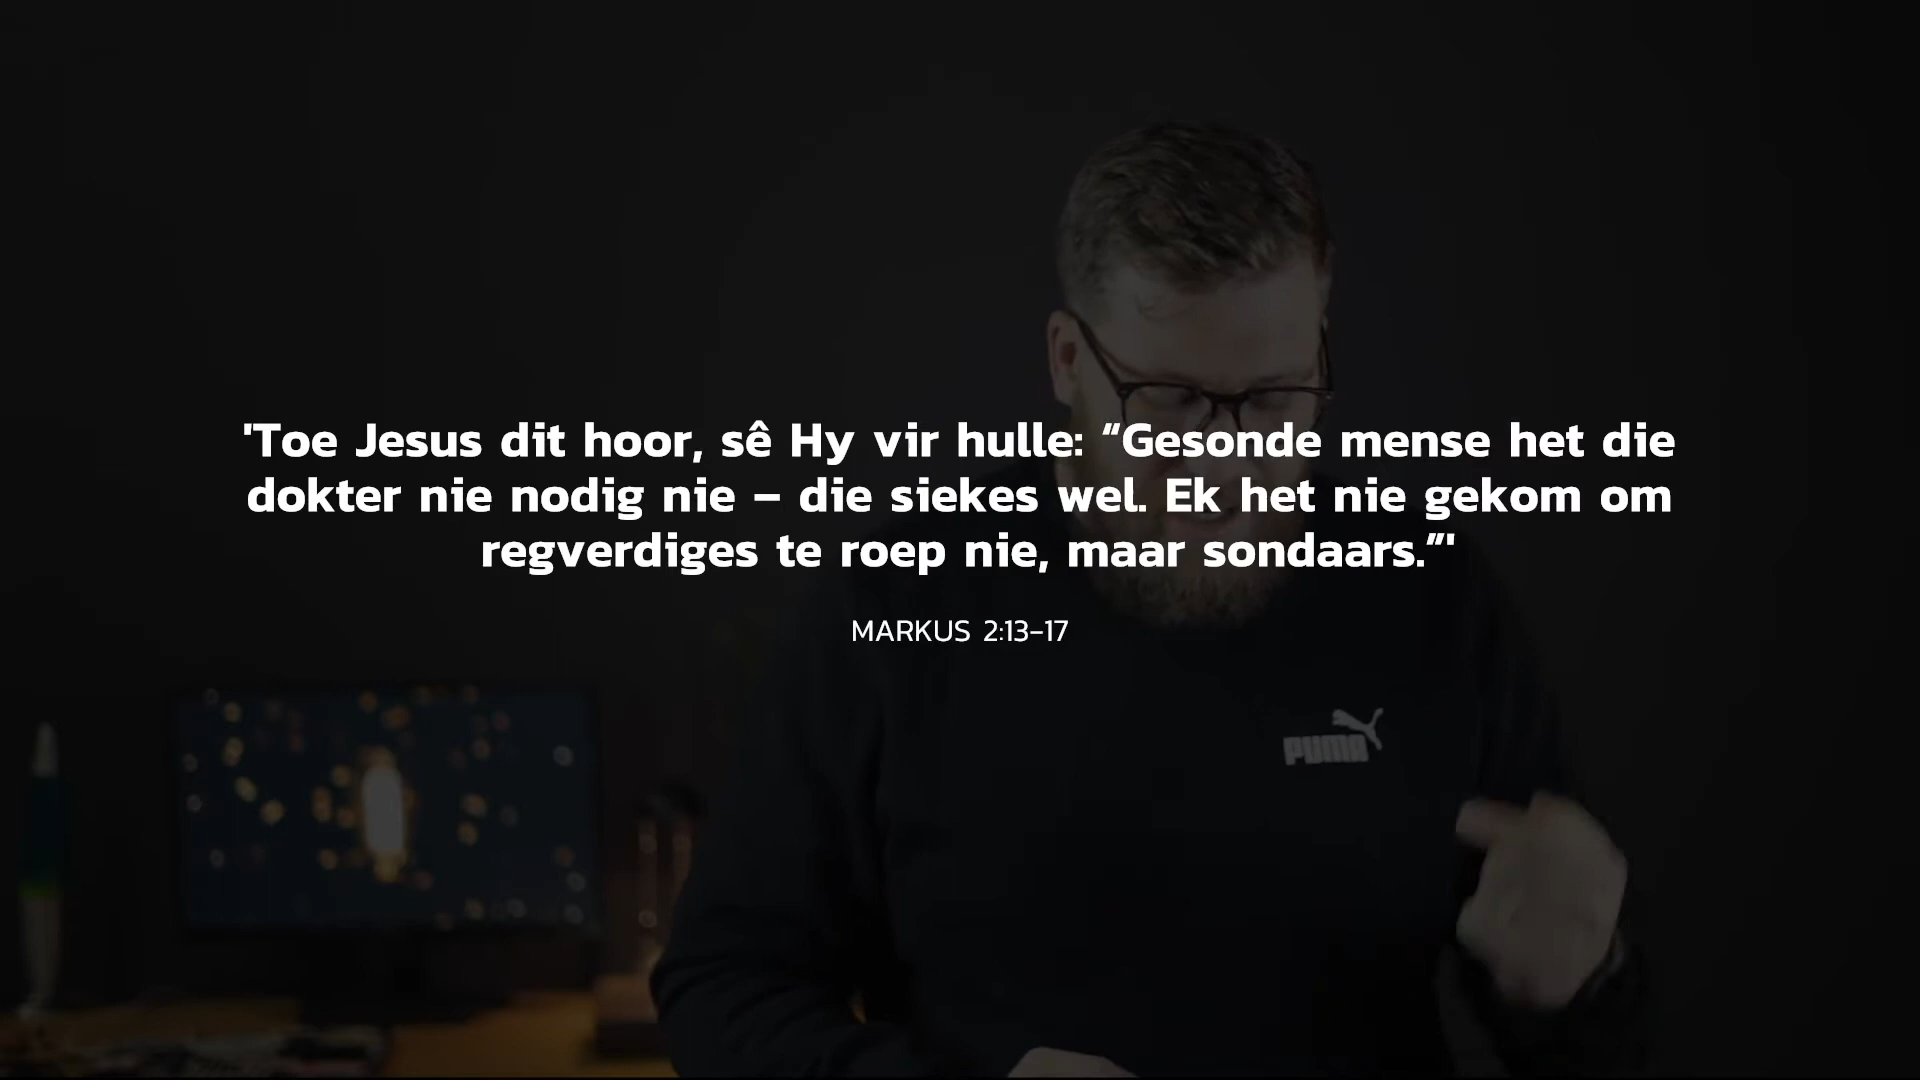 'Toe Jesus dit hoor, sê Hy vir hulle: “Gesonde mense het die
dokter nie nodig nie – die siekes wel. Ek het nie gekom om
regverdiges te roep nie, maar sondaars.”'
MARKUS 2:13-17
PUMA